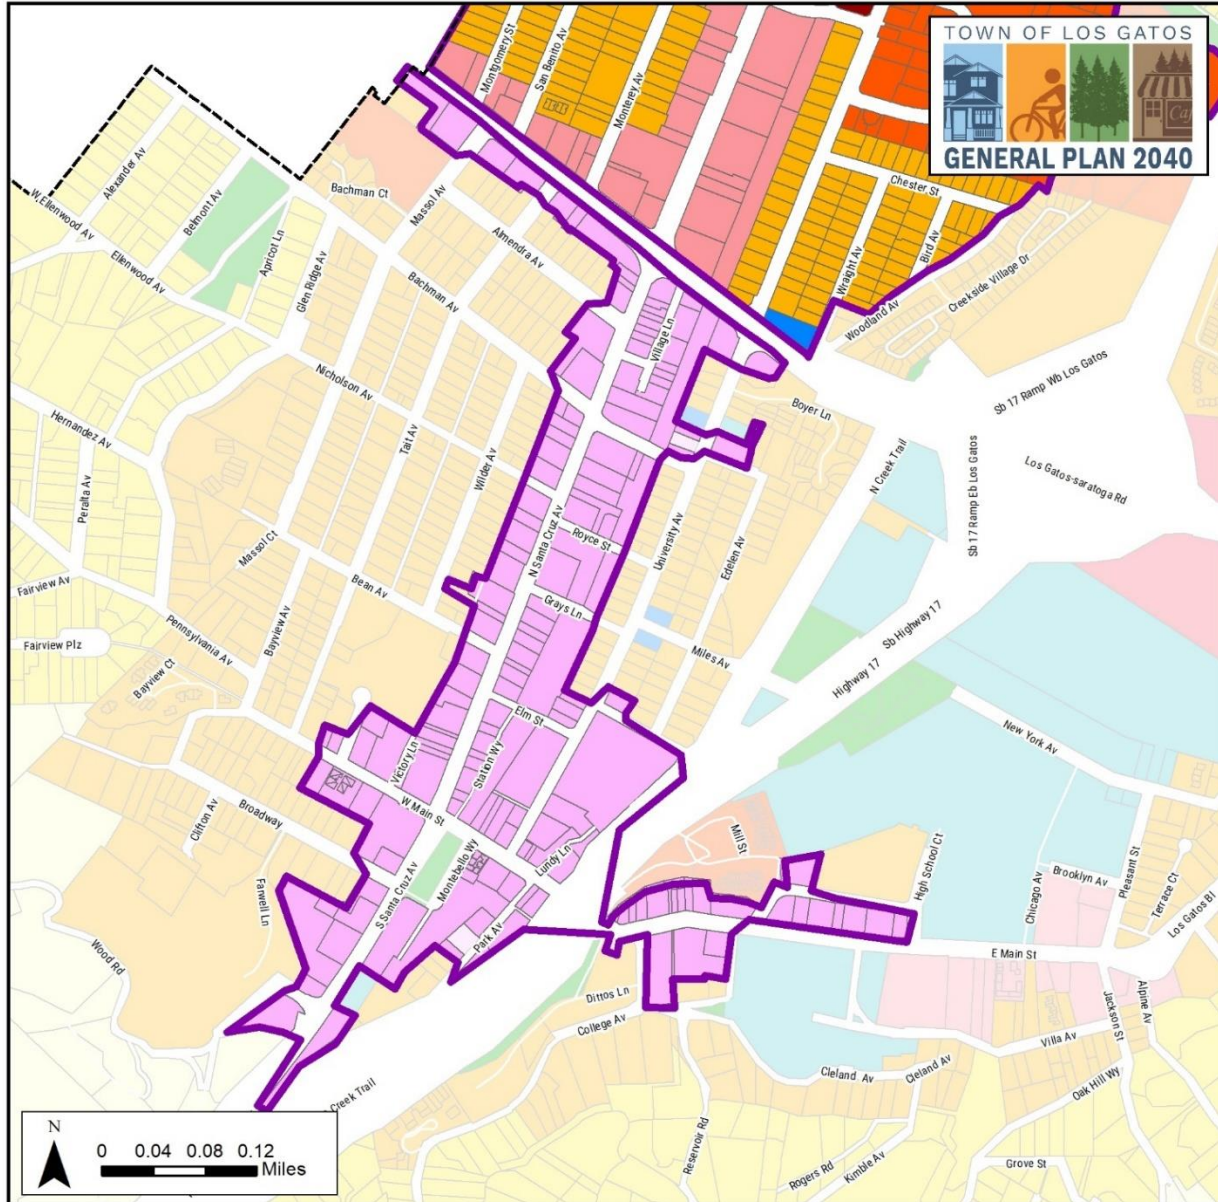 TOWN OF LOS GATOS
GENERAL PLAN 2040
Montgomery St
San Benito Av
Monterey Av
Chester St
Bird Av
Wraight Av
Creekside Village Dr
Woodland Av
Alexander Av
Belmont Av
Bachman Ct
Massol Av
W Ellenwood Av
Ellenwood Av
Apricot Ln
Glen Ridge Av
Almendra Av
Bachman Av
Village Ln
Sb 17 Ramp Wb Los Gatos
Boyer Ln
Nicholson Av
Hernandez Av
Peralta Av
Tait Av
Wilder Av
N Creek Trail
Sb 17 Ramp Eb Los Gatos
Los Gatos-saratoga Rd
N Santa Cruz Av
Royce St
University Av
Edelen Av
Massol Ct
Bean Av
Grays Ln
Fairview Av
Fairview Plz
Pennsylvania Av
Bayview Av
Bayview Ct
Miles Av
Highway 17
Sb Highway 17
Elm St
Station Wy
Victory Ln
New York Av
W Main St
Broadway
Clifton Av
Farwell Ln
S Santa Cruz Av
Montebello Wy
Lundy Ln
Park Av
Mill St
High School Ct
Chicago Av
Brooklyn Av
Pleasant St
Terrace Ct
Los Gatos Bl
Wood Rd
E Main St
Dittos Ln
College Av
Jackson St
Alpine Av
Villa Av
Cleland Av
Cleland Av
Oak Hill Wy
Creek Trail
Reservoir Rd
Rogers Rd
Kimble Av
Grove St
N
0 0.04 0.08 0.12
Miles